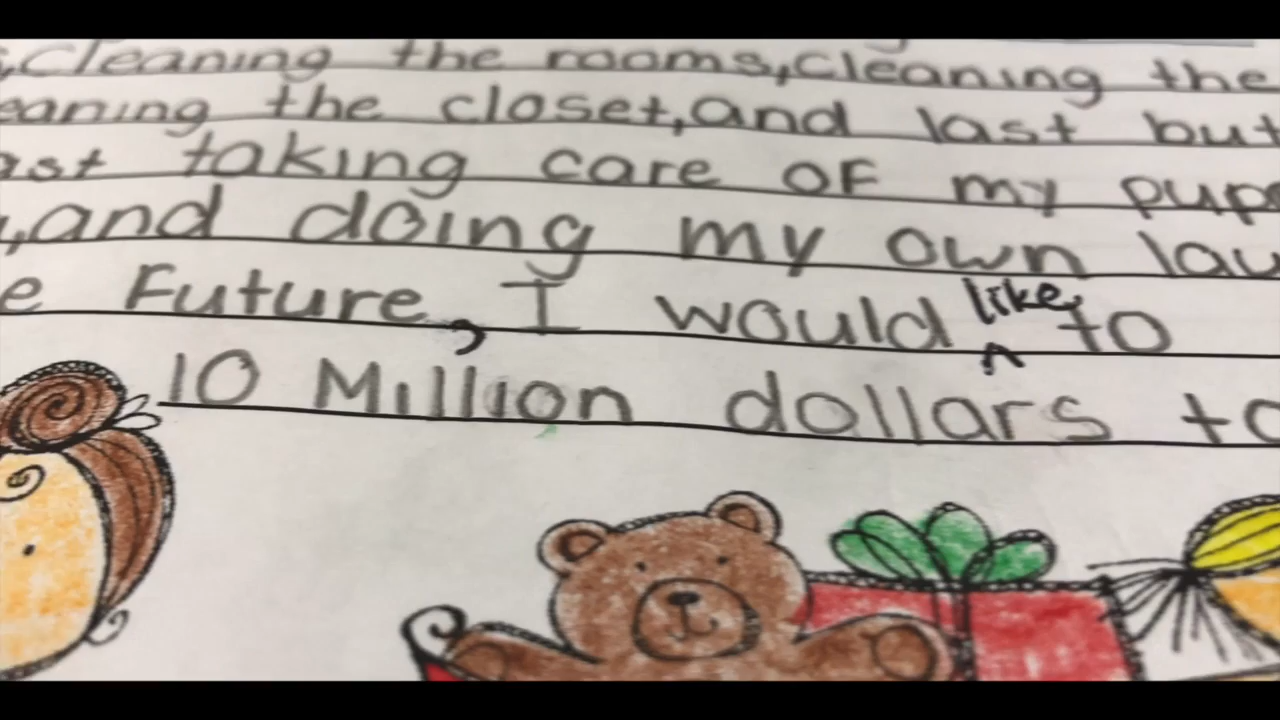 ,cleaning the rooms,cleaning the
eaning the closet,and last but
ast taking care of my pup
,and doing my own lau
e Future, I would like to
10 Million dollars to